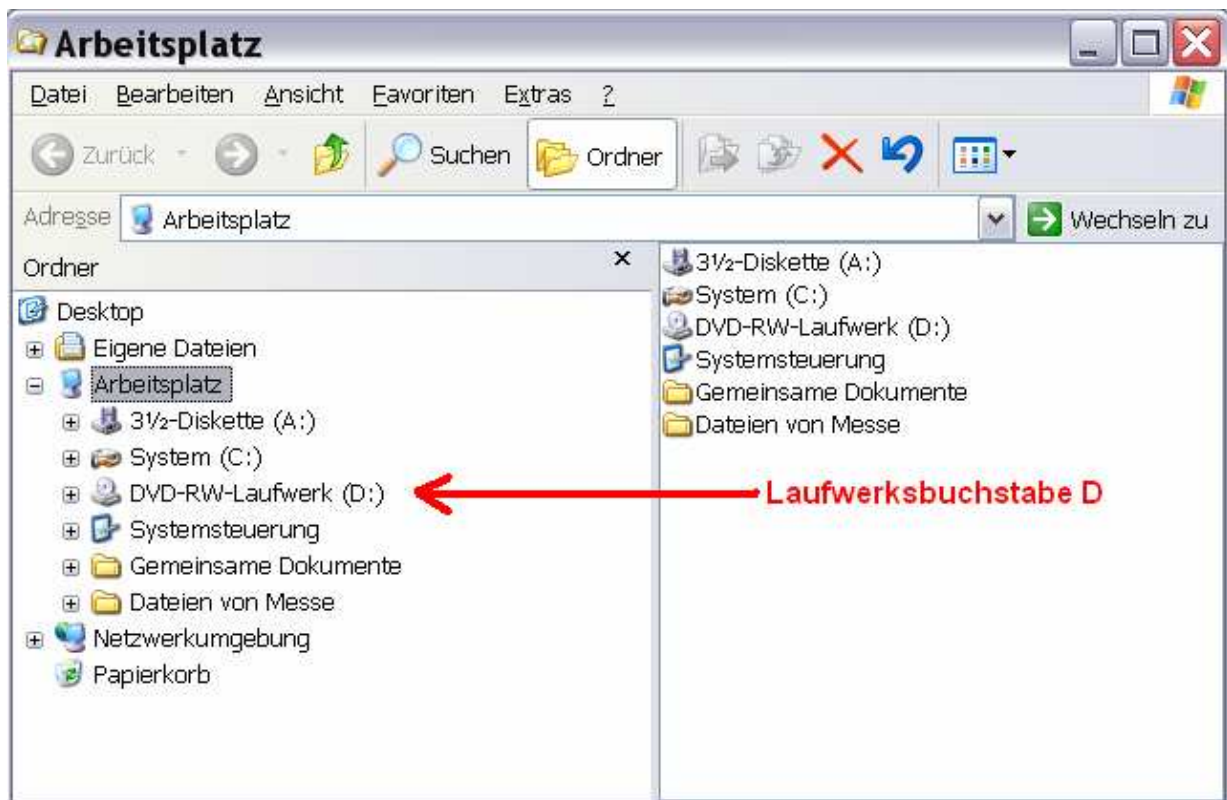 Arbeitsplatz
Datei Bearbeiten Ansicht Favoriten Extras ?
Zurück Suchen Ordner
Adresse Arbeitsplatz Wechseln zu
Ordner
Desktop
Eigene Dateien
Arbeitsplatz
3½-Diskette (A:)
System (C:)
DVD-RW-Laufwerk (D:)
Systemsteuerung
Gemeinsame Dokumente
Dateien von Messe
Netzwerkumgebung
Papierkorb
3½-Diskette (A:)
System (C:)
DVD-RW-Laufwerk (D:)
Systemsteuerung
Gemeinsame Dokumente
Dateien von Messe
Laufwerksbuchstabe D